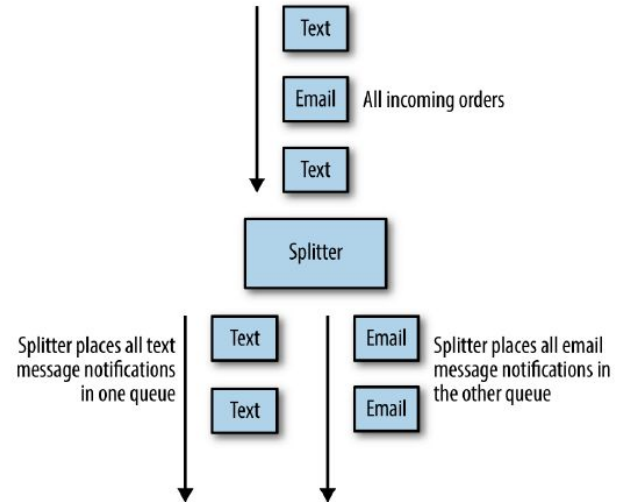 Text
Email
All incoming orders
Text
Splitter
Splitter places all text
message notifications
in one queue
Text
Text
Email
Email
Splitter places all email
message notifications in
the other queue